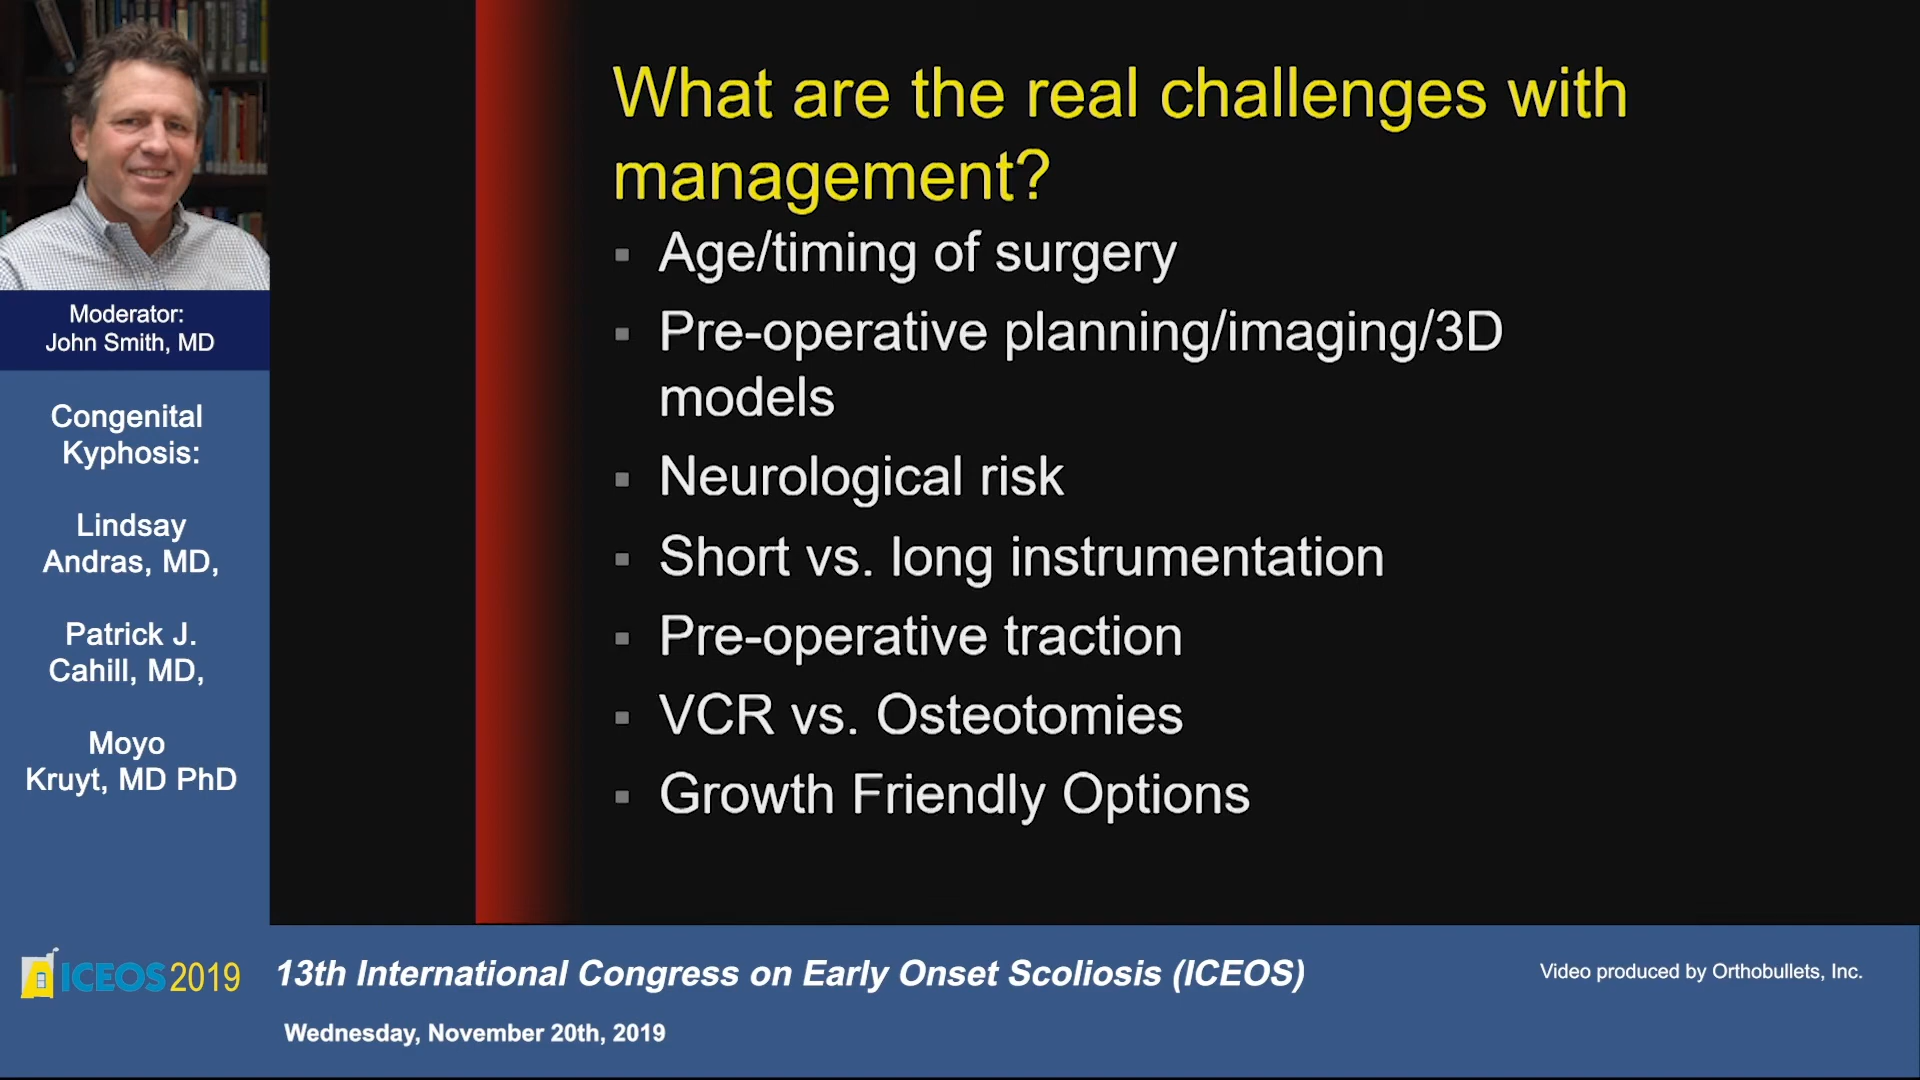 What are the real challenges with
management?
Age/timing of surgery
Pre-operative planning/imaging/3D
models
Neurological risk
Short vs. long instrumentation
Pre-operative traction
VCR vs. Osteotomies
Growth Friendly Options
Moderator:
John Smith, MD
Congenital
Kyphosis:
Lindsay
Andras, MD,
Patrick J.
Cahill, MD,
Moyo
Kruyt, MD PhD
ICEOS 2019
13th International Congress on Early Onset Scoliosis (ICEOS)
Wednesday, November 20th, 2019
Video produced by Orthobullets, Inc.